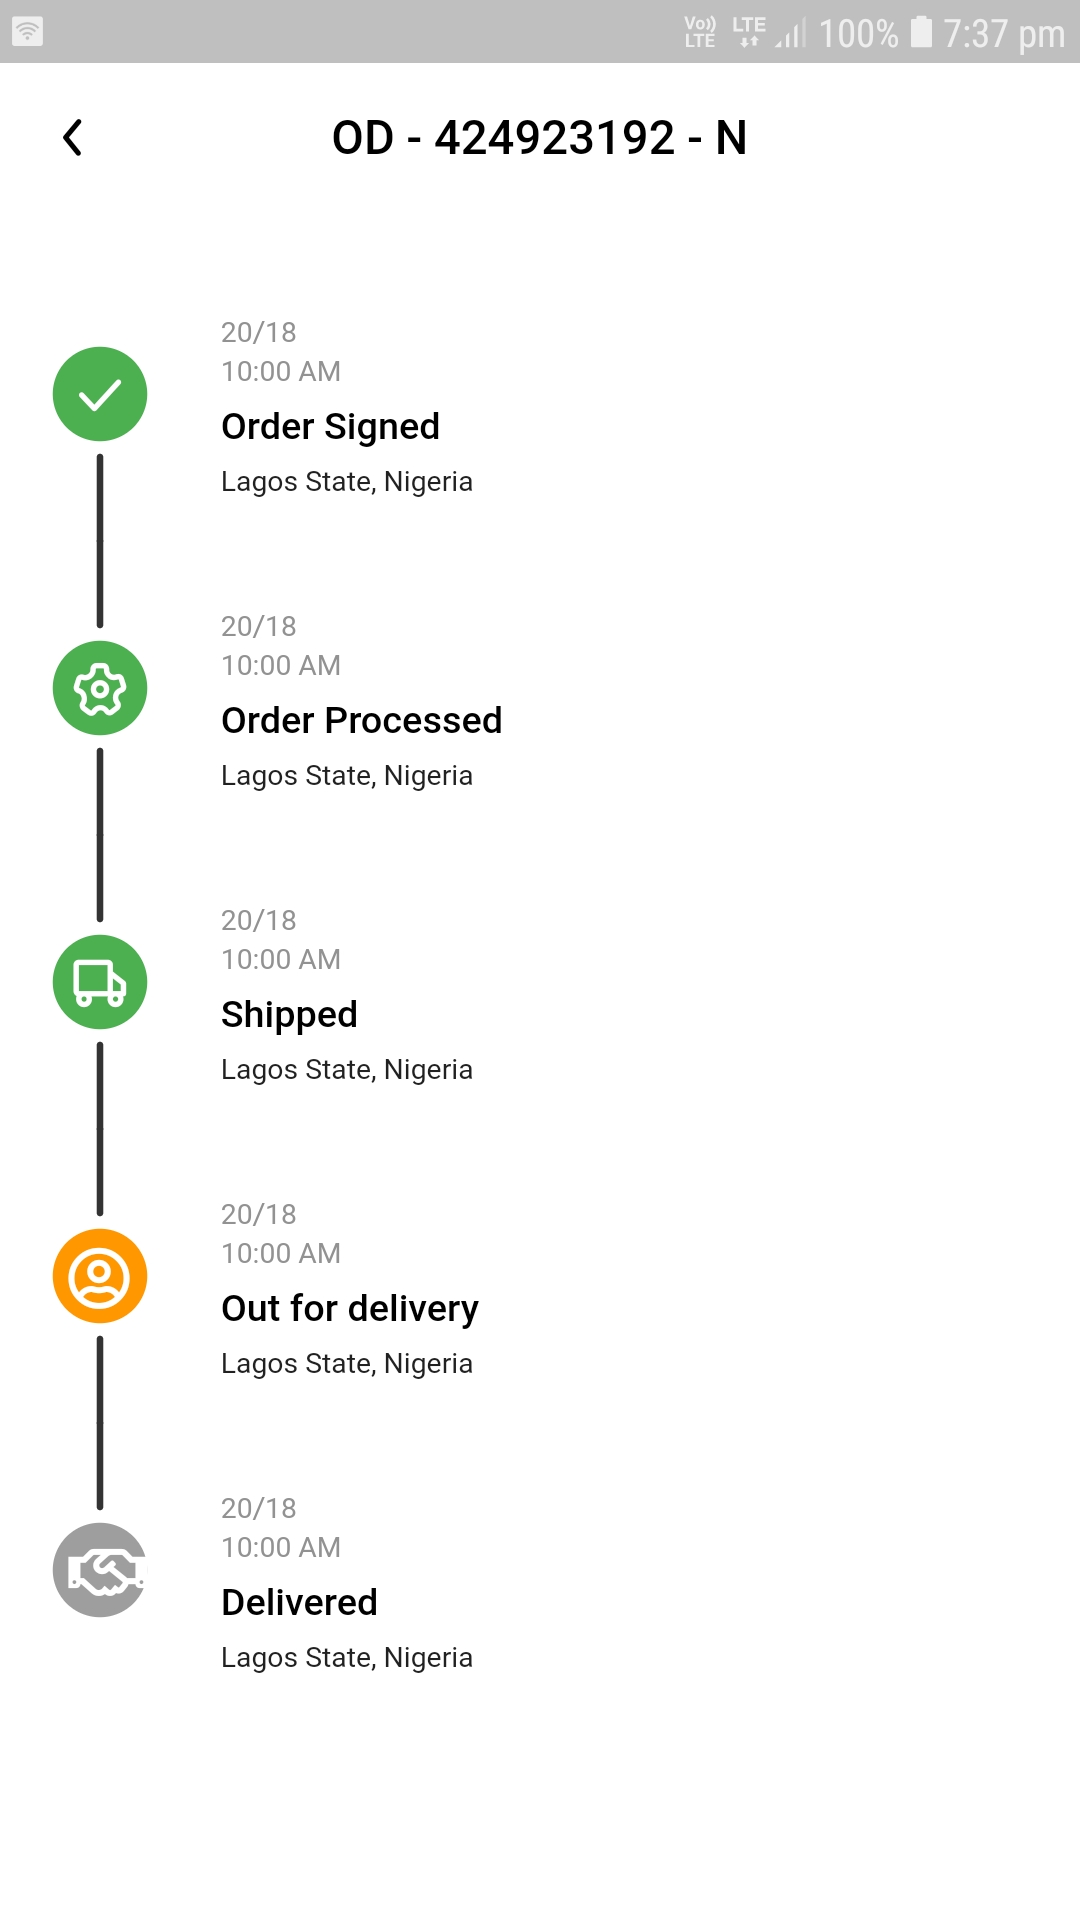 Vo)) LTE LTE 100% 7:37 pm
OD - 424923192 - N
20/18
10:00 AM
Order Signed
Lagos State, Nigeria
20/18
10:00 AM
Order Processed
Lagos State, Nigeria
20/18
10:00 AM
Shipped
Lagos State, Nigeria
20/18
10:00 AM
Out for delivery
Lagos State, Nigeria
20/18
10:00 AM
Delivered
Lagos State, Nigeria